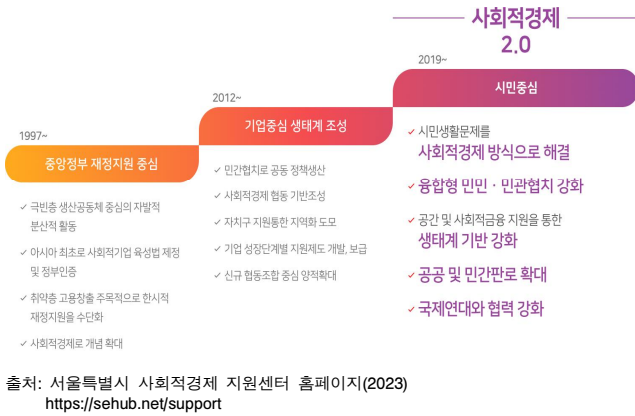 사회적경제
2.0
1997~
중앙정부 재정지원 중심
극빈층 생산공동체 중심의 자발적
분산적 활동
아시아 최초로 사회적기업 육성법 제정
및 정부인증
취약층 고용창출 주목적으로 한시적
재정지원을 수단화
사회적경제로 개념 확대
2012~
기업중심 생태계 조성
민간협치로 공동 정책생산
사회적경제 협동 기반조성
자치구 지원통한 지역화 도모
기업 성장단계별 지원제도 개발, 보급
신규 협동조합 중심 양적확대
2019~
시민중심
시민생활문제를
사회적경제 방식으로 해결
융합형 민민 · 민관협치 강화
공간 및 사회적금융 지원을 통한
생태계 기반 강화
공공 및 민간판로 확대
국제연대와 협력 강화
출처: 서울특별시 사회적경제 지원센터 홈페이지(2023)
https://sehub.net/support